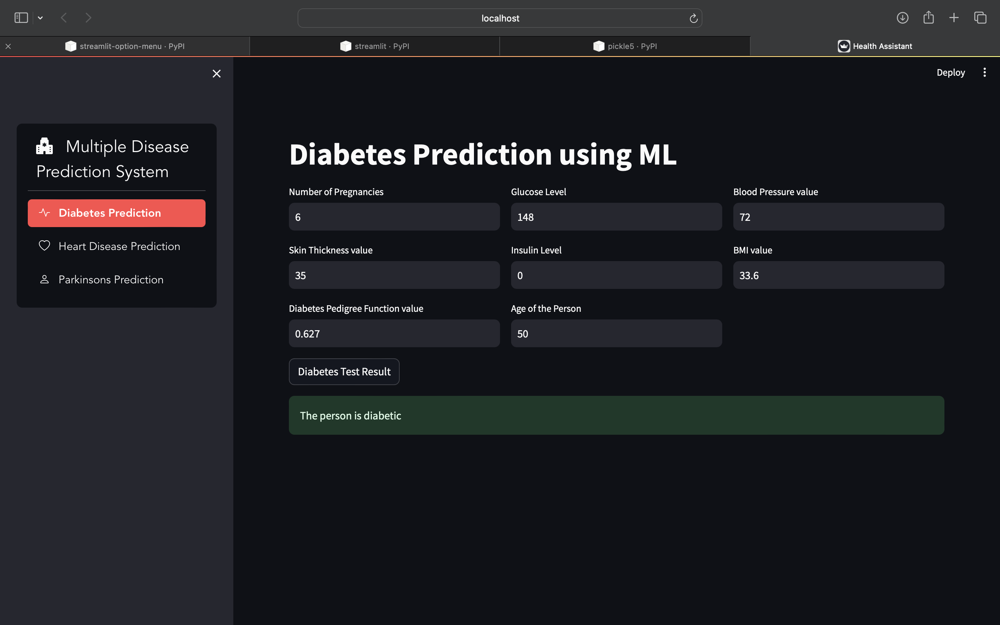 localhost
streamlit-option-menu · PyPI
streamlit · PyPI
pickle5 · PyPI
Health Assistant
Deploy
Multiple Disease
Prediction System
Diabetes Prediction
Heart Disease Prediction
Parkinsons Prediction
Diabetes Prediction using ML
Number of Pregnancies
Glucose Level
Blood Pressure value
6
148
72
Skin Thickness value
Insulin Level
BMI value
35
0
33.6
Diabetes Pedigree Function value
Age of the Person
0.627
50
Diabetes Test Result
The person is diabetic